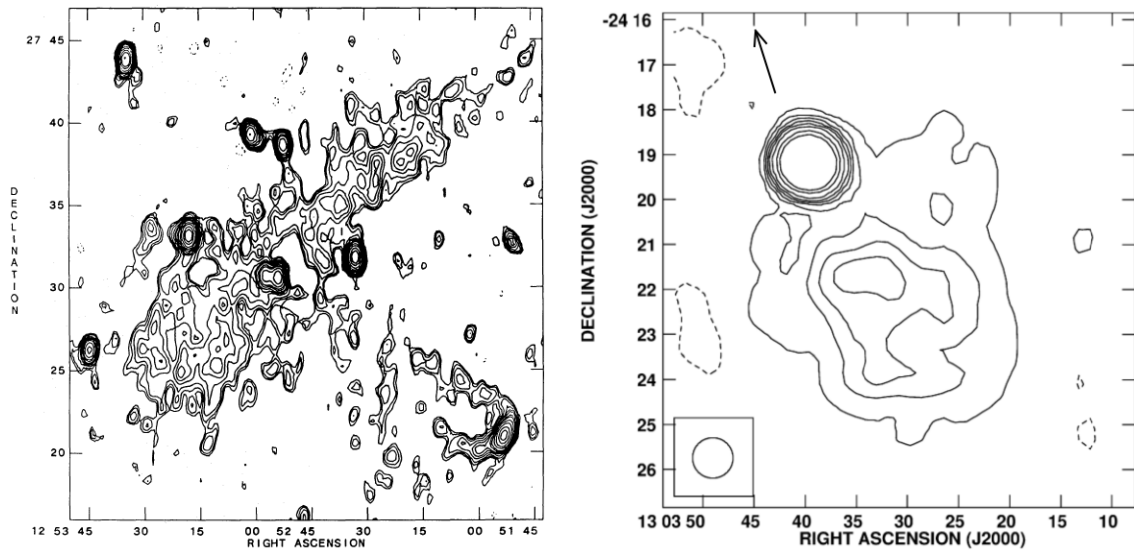 27 45
40
35
30
25
20
DECLINATION
12 53 45 30 15 00 52 45 30 15 00 51 45
RIGHT ASCENSION
-24 16
17
18
19
20
21
22
23
24
25
26
DECLINATION (J2000)
13 03 50 45 40 35 30 25 20 15 10
RIGHT ASCENSION (J2000)